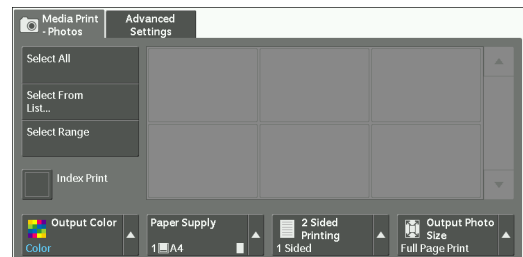 Media Print
- Photos
Advanced
Settings
Select All
Select From
List...
Select Range
Index Print
Output Color
Color
Paper Supply
1 A4
2 Sided
Printing
1 Sided
Output Photo
Size
Full Page Print